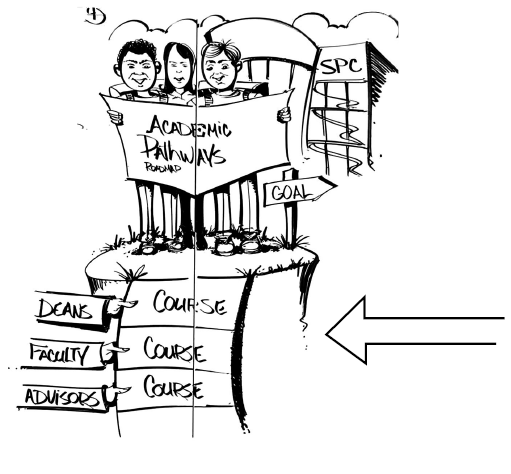 4
SPC
ACADEMIC
PATHWAYS
ROADMAP
GOAL
DEANS
COURSE
FACULTY
COURSE
ADVISORS
COURSE